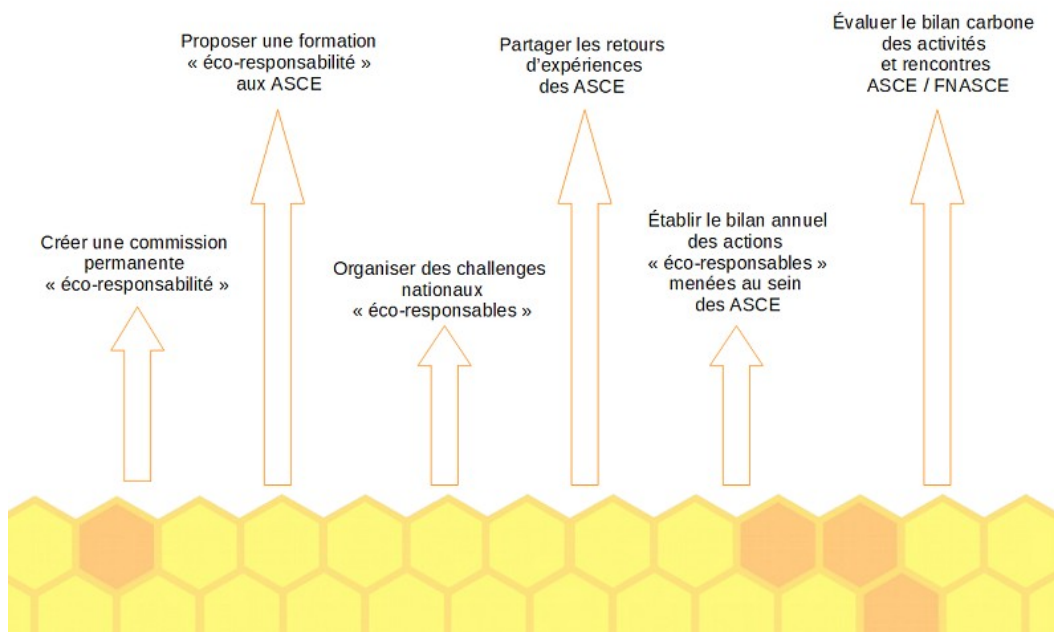 Proposer une formation
« éco-responsabilité »
aux ASCE
Partager les retours
d'expériences
des ASCE
Évaluer le bilan carbone
des activités
et rencontres
ASCE / FNASCE
Créer une commission
permanente
« éco-responsabilité »
Organiser des challenges
nationaux
« éco-responsables »
Établir le bilan annuel
des actions
« éco-responsables »
menées au sein
des ASCE